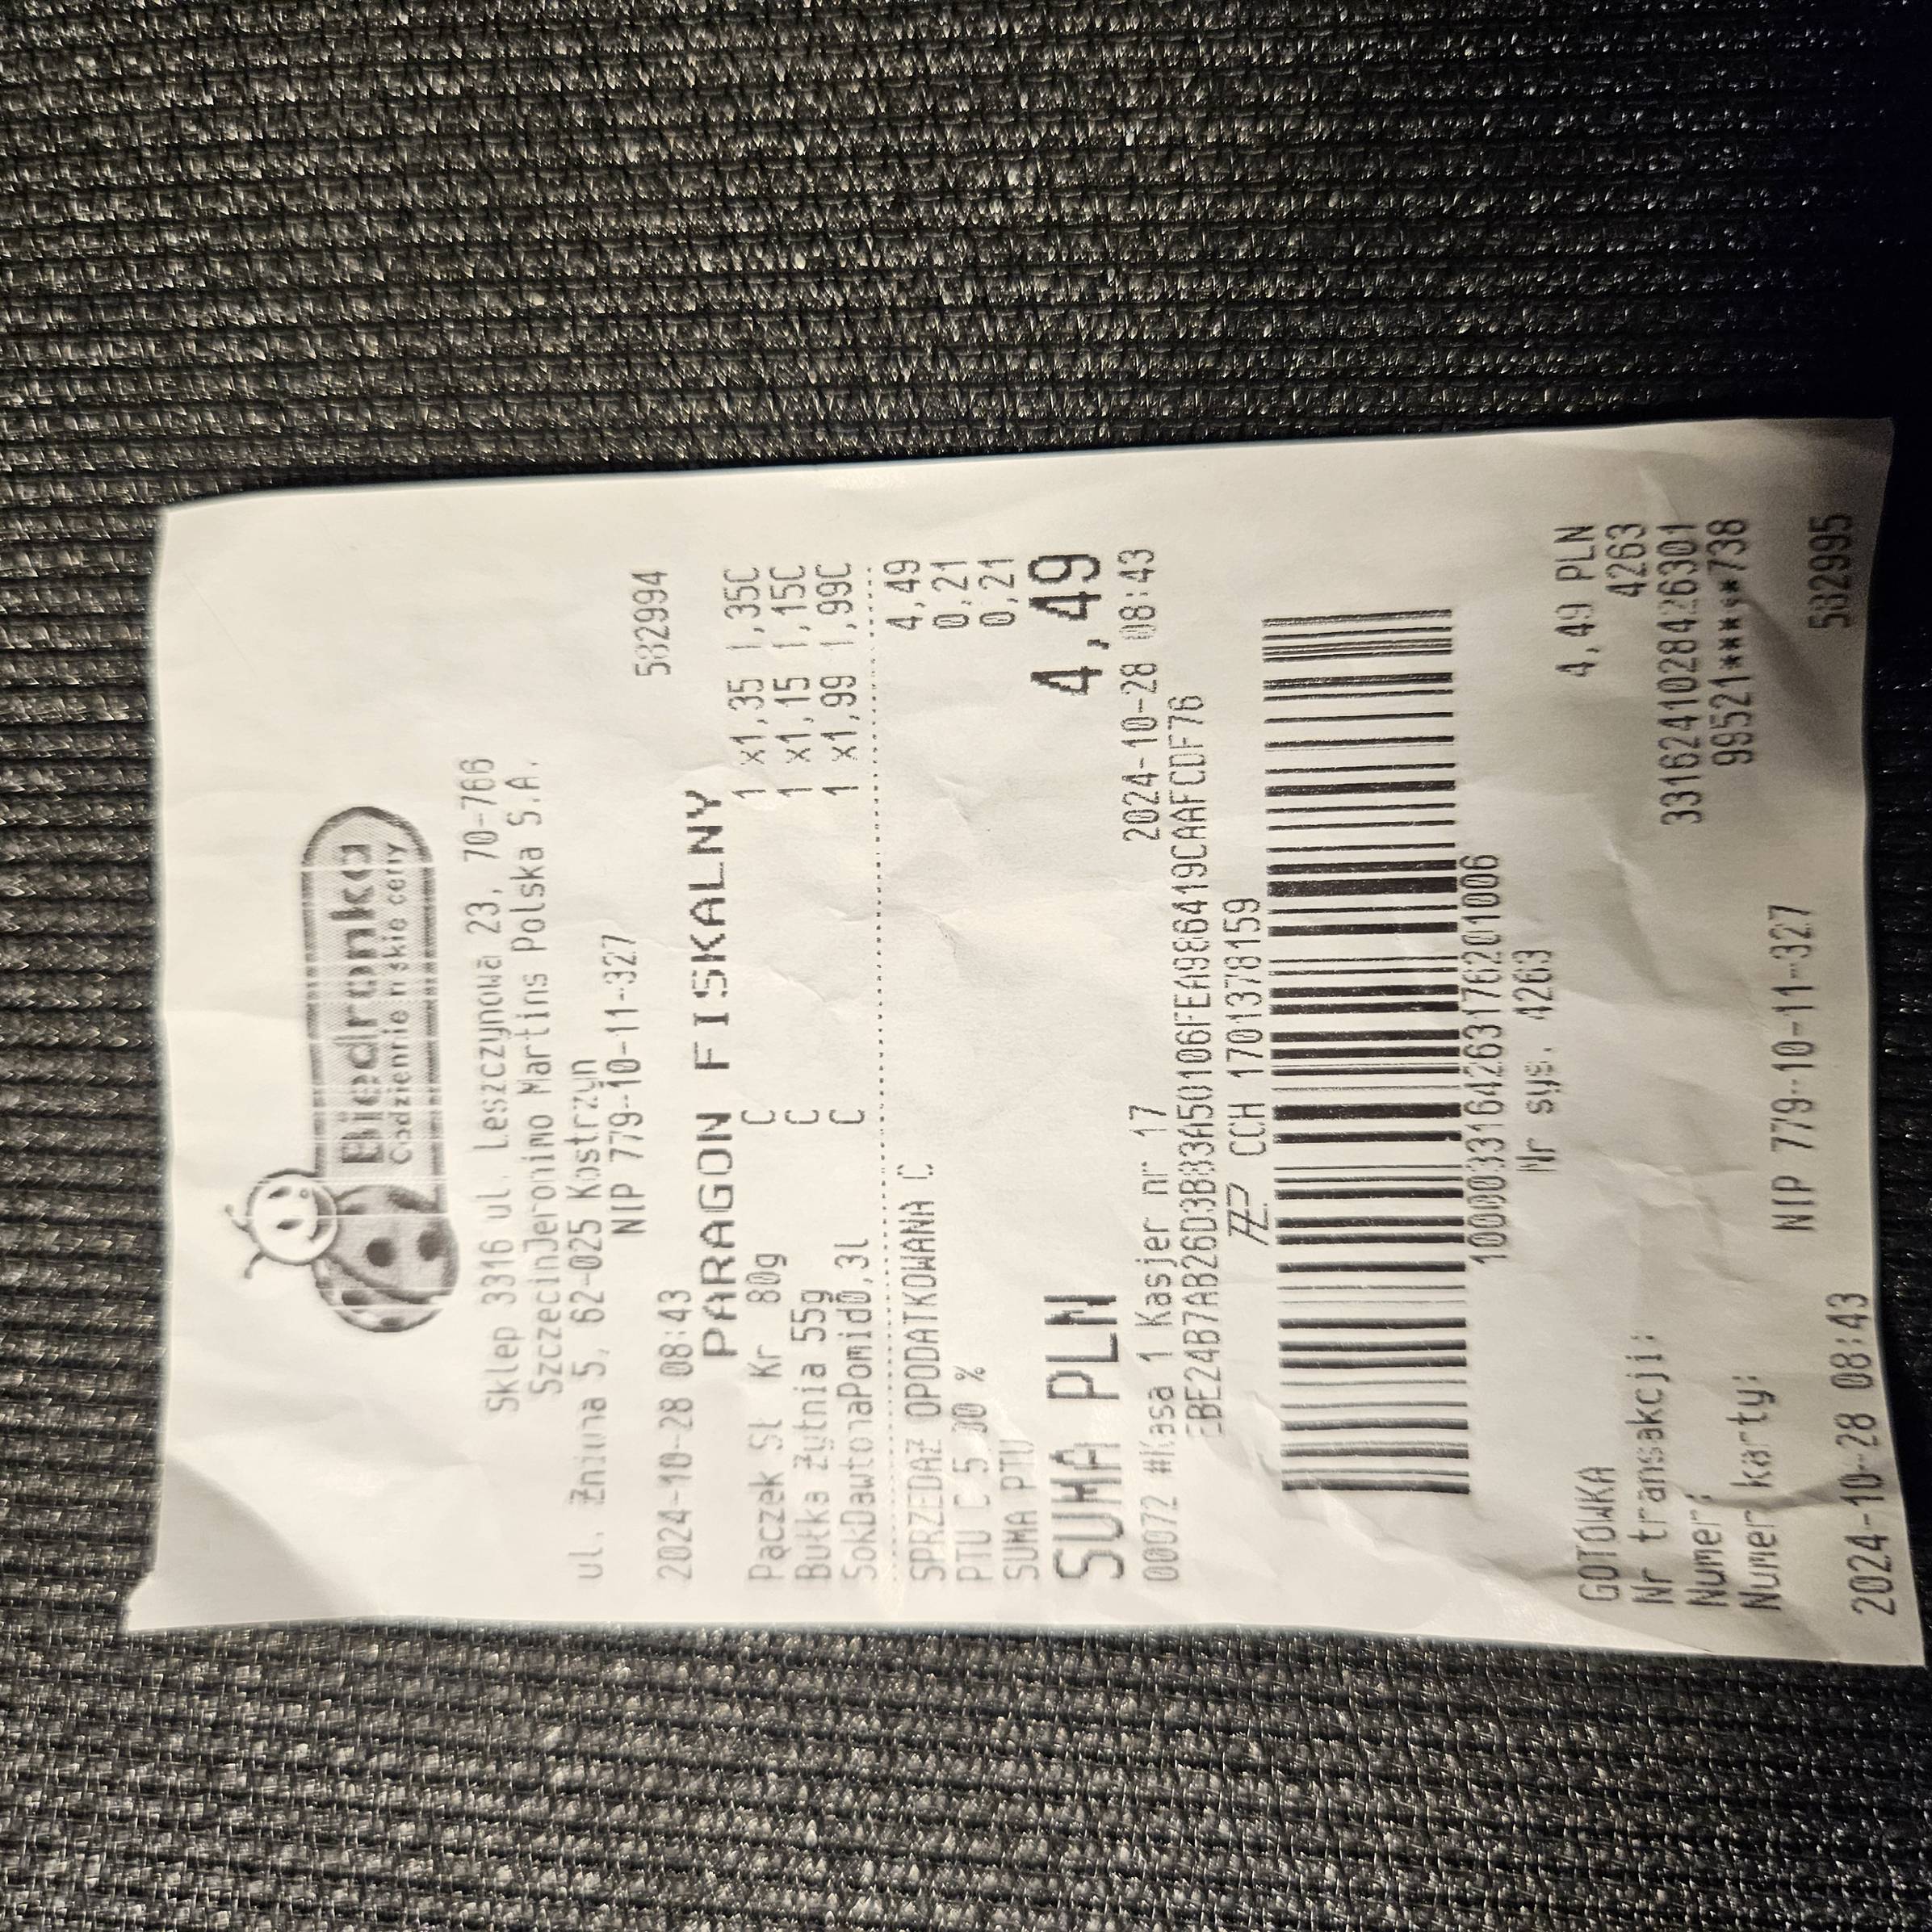 Biedronka
Codziennie niskie ceny
Sklep 3316 ul. Leszczynowa 23, 70-766
SzczecinJeronimo Martins Polska S.A.
ul. Żniwna 5, 62-025 Kostrzyn
NIP 779-10-11-327
2024-10-28 08:43 582994
PARAGON FISKALNY
Pączek Sl Kr 80g C 1 x1,35 1,35C
Bułka Żytnia 55g C 1 x1,15 1,15C
SokDawtonaPomid0,3l C 1 x1,99 1,99C
SPRZEDAŻ OPODATKOWANA C 4,49
PTU C 5,00 % 0,21
SUMA PTU 0,21
SUMA PLN 4,49
00072 #Kasa 1 Kasjer nr 17 2024-10-28 08:43
CCH 1701378159
1000033164263176201006
Nr sys. 4263
GOTÓWKA 4,49 PLN
Nr transakcji: 4263
Numer: 3316241028426301
Numer karty: 99521*****738
NIP 779-10-11-327
2024-10-28 08:43 582995